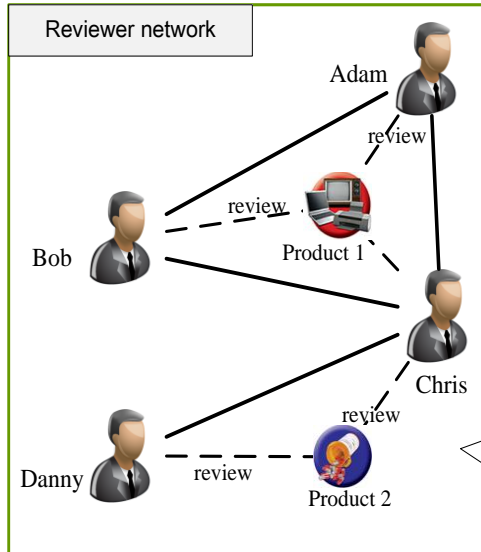 Reviewer network
Adam
review
review
Product 1
Bob
Chris
review
review
Danny
Product 2